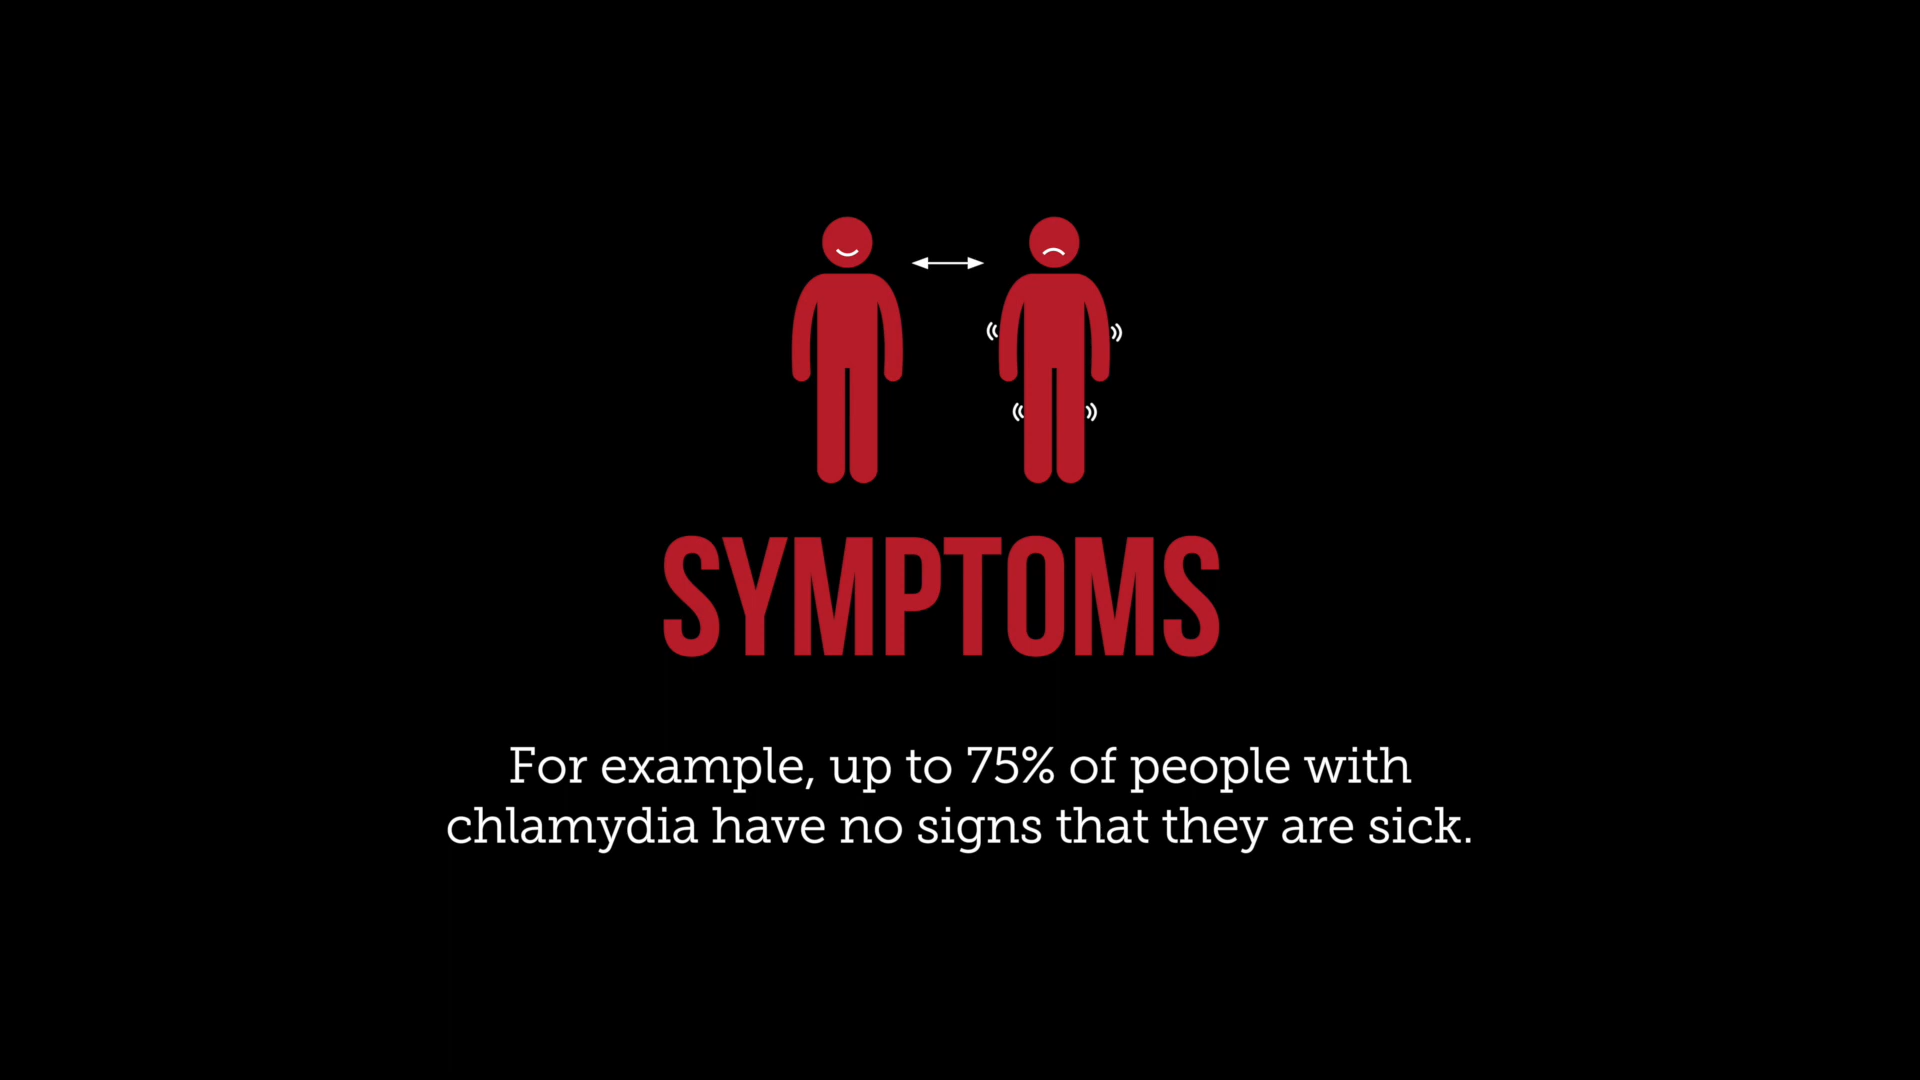 SYMPTOMS
For example, up to 75% of people with
chlamydia have no signs that they are sick.